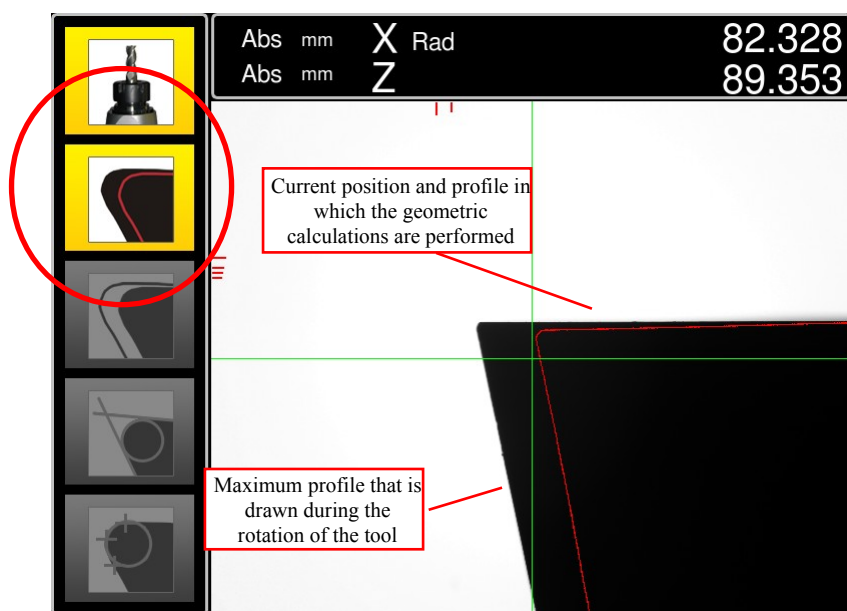 Abs mm X Rad 82.328
Abs mm Z 89.353
Current position and profile in
which the geometric
calculations are performed
Maximum profile that is
drawn during the
rotation of the tool